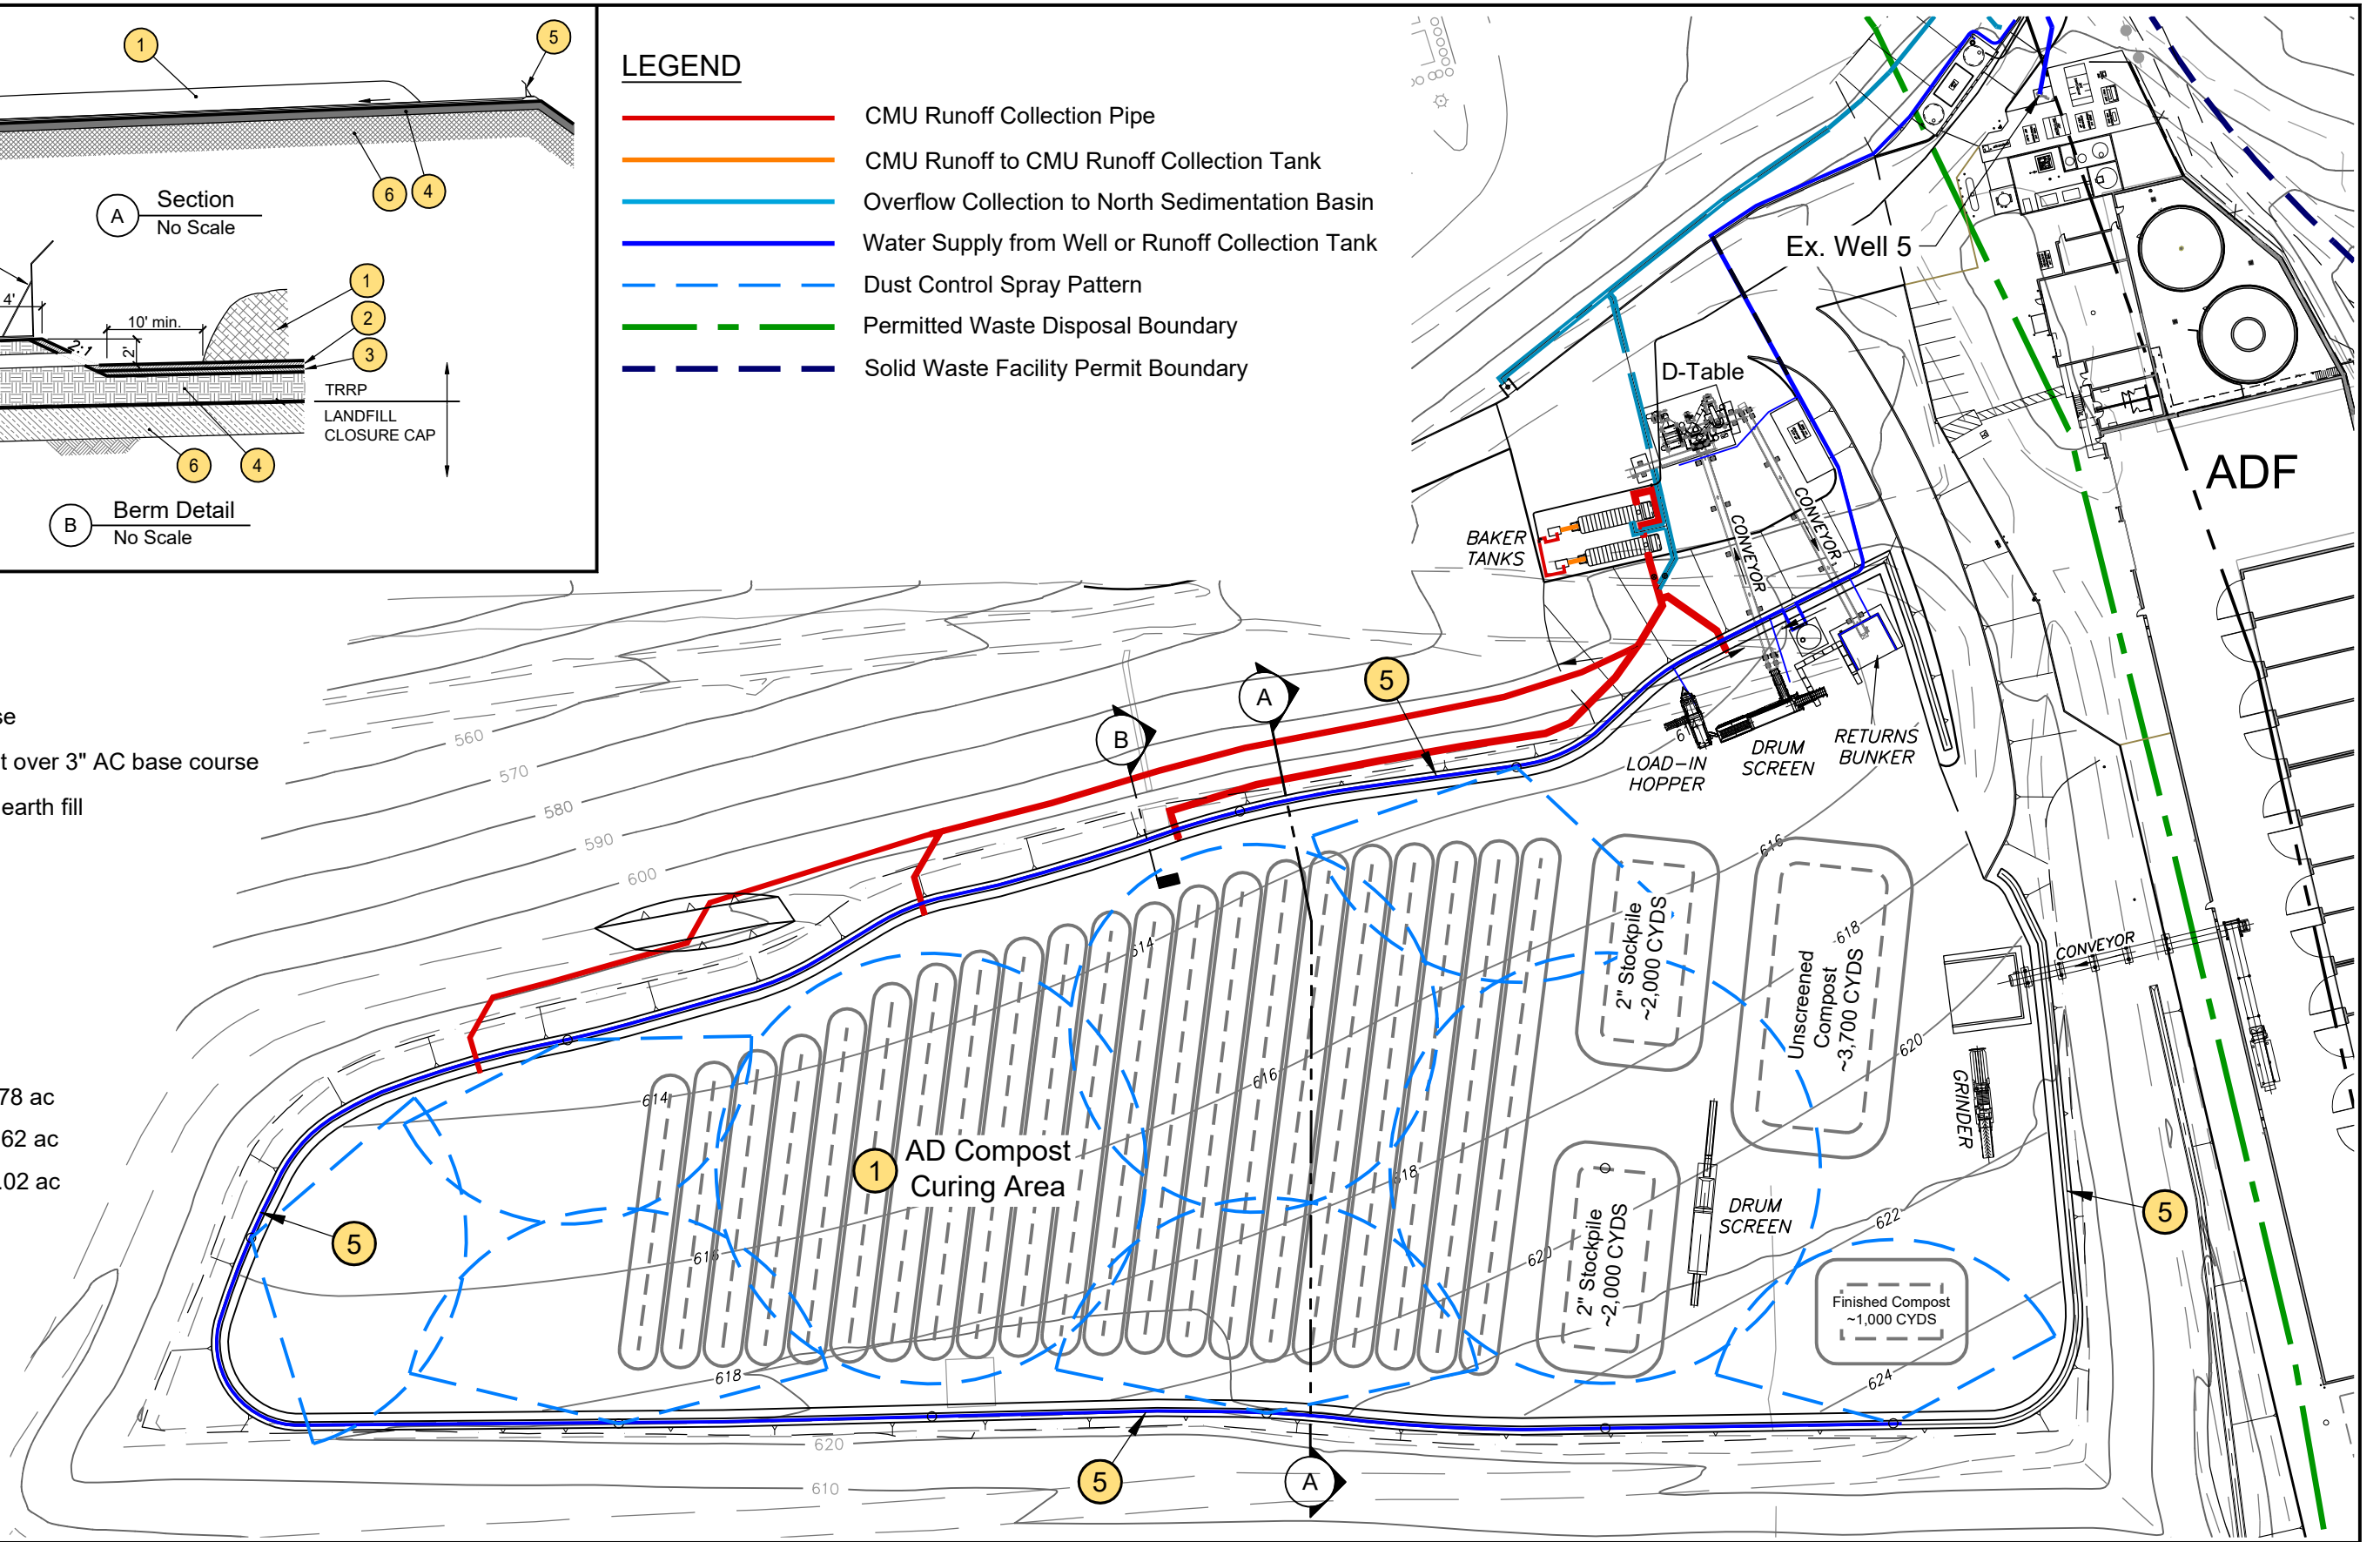 1
5
6
4
A
Section
No Scale
4'
10' min.
2:1
2'
1
2
3
TRRP
LANDFILL
CLOSURE CAP
6
4
B
Berm Detail
No Scale
LEGEND
CMU Runoff Collection Pipe
CMU Runoff to CMU Runoff Collection Tank
Overflow Collection to North Sedimentation Basin
Water Supply from Well or Runoff Collection Tank
Dust Control Spray Pattern
Permitted Waste Disposal Boundary
Solid Waste Facility Permit Boundary
Ex. Well 5
D-Table
ADF
BAKER
TANKS
CONVEYOR
CONVEYOR
LOAD-IN
HOPPER
DRUM
SCREEN
RETURNS
BUNKER
A
B
5
se
t over 3" AC base course
earth fill
78 ac
62 ac
.02 ac
560
570
580
590
600
614
614
616
616
616
618
618
618
620
620
622
624
2" Stockpile
~2,000 CYDS
Unscreened
Compost
~3,700 CYDS
CONVEYOR
GRINDER
1
AD Compost
Curing Area
5
2" Stockpile
~2,000 CYDS
DRUM
SCREEN
5
Finished Compost
~1,000 CYDS
620
610
5
A